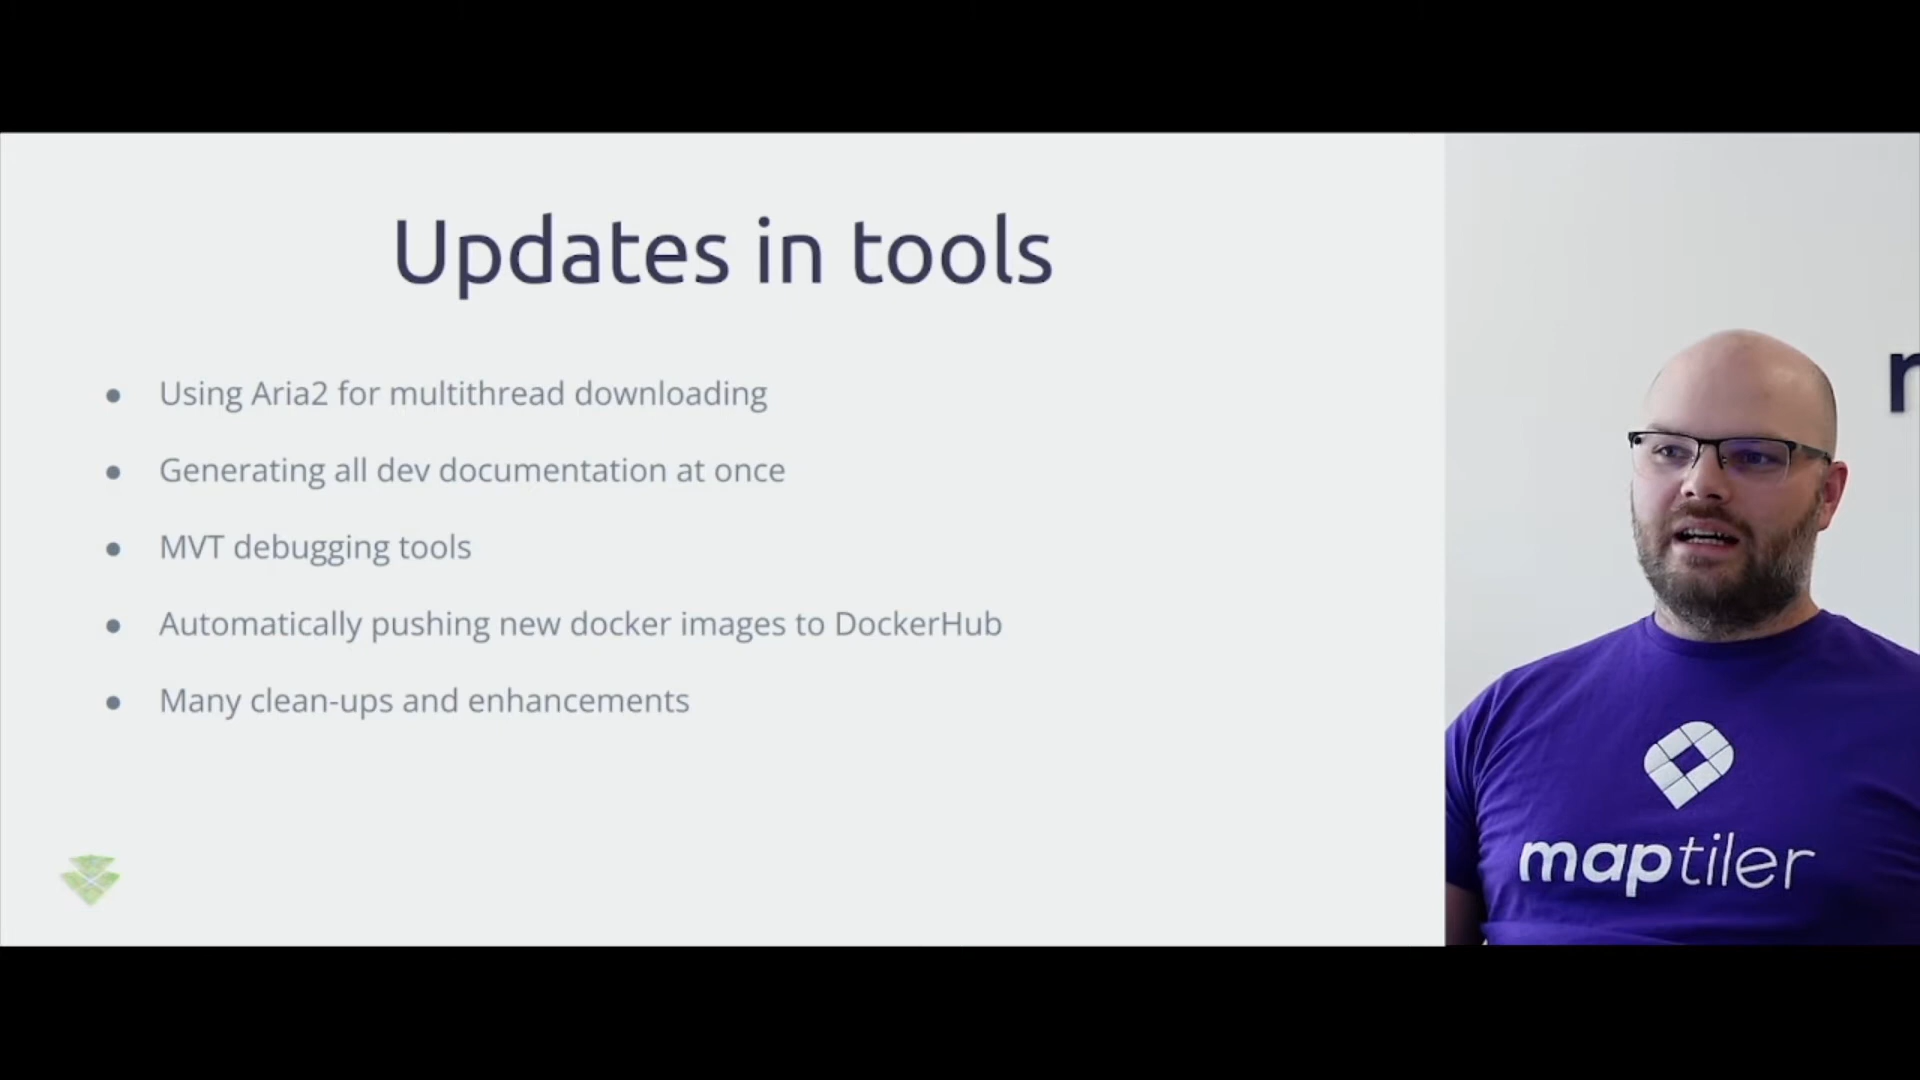 Updates in tools
Using Aria2 for multithread downloading
Generating all dev documentation at once
MVT debugging tools
Automatically pushing new docker images to DockerHub
Many clean-ups and enhancements
maptiler